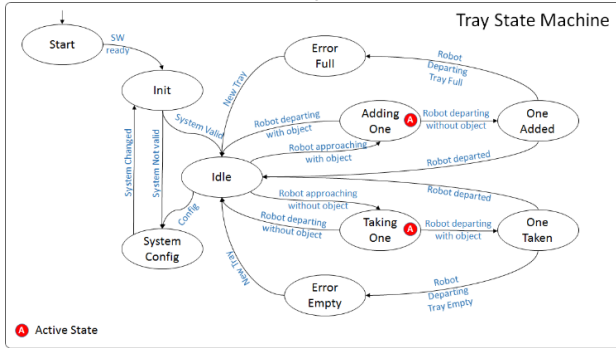 Tray State Machine
Start
SW
ready
Init
Error
Full
Robot
Departing
Tray Full
New Tray
System Valid
Robot departing
with object
Adding
One
A
Robot departing
without object
One
Added
Robot approaching
with object
Robot departed
System Changed
System Not valid
Idle
Config
Robot approaching
without object
Robot departed
Robot departing
without object
Taking
One
A
Robot departing
with object
One
Taken
System
Config
New Tray
Error
Empty
Robot
Departing
Tray Empty
A
Active State